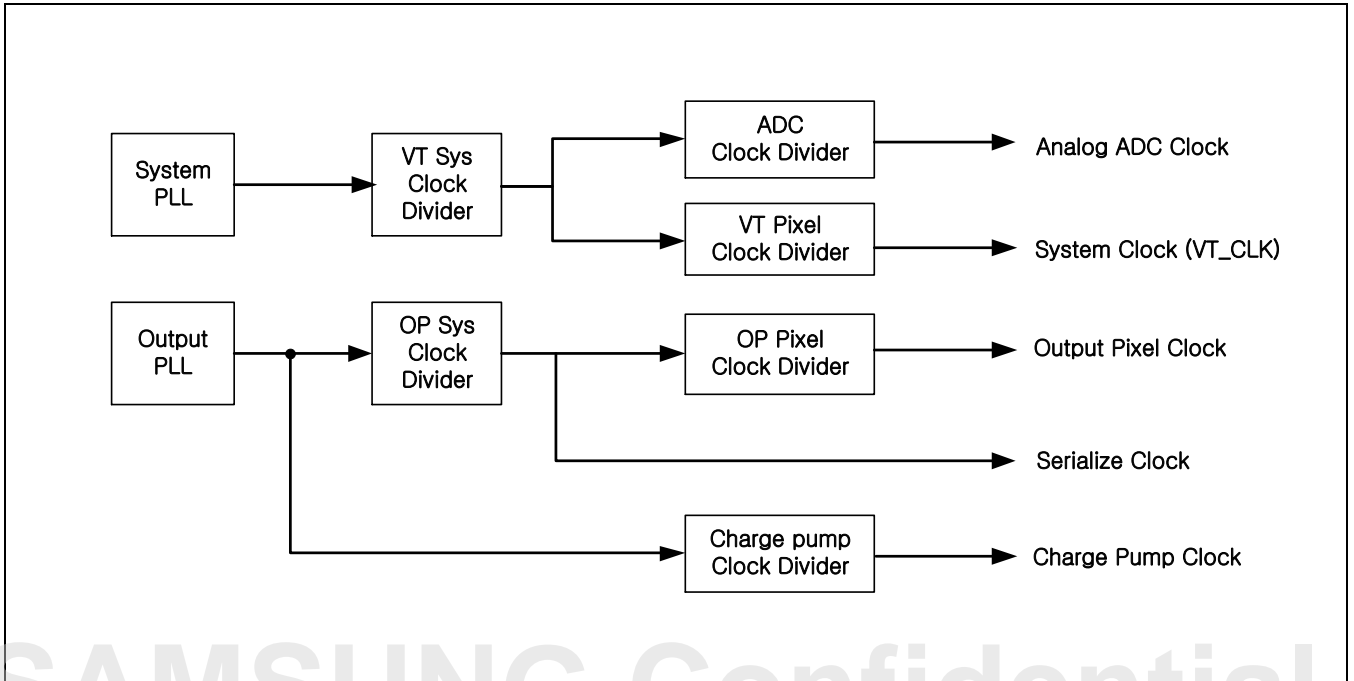 System
PLL
VT Sys
Clock
Divider
ADC
Clock Divider
Analog ADC Clock
VT Pixel
Clock Divider
System Clock (VT_CLK)
Output
PLL
OP Sys
Clock
Divider
OP Pixel
Clock Divider
Output Pixel Clock
Serialize Clock
Charge pump
Clock Divider
Charge Pump Clock
SAMSUNG Confidential